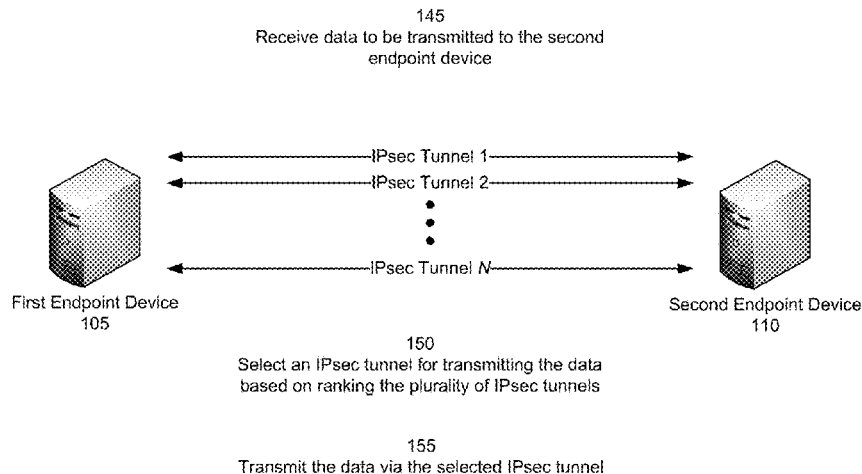 145
Receive data to be transmitted to the second
endpoint device
IPsec Tunnel 1
IPsec Tunnel 2
IPsec Tunnel N
First Endpoint Device
105
Second Endpoint Device
110
150
Select an IPsec tunnel for transmitting the data
based on ranking the plurality of IPsec tunnels
155
Transmit the data via the selected IPsec tunnel